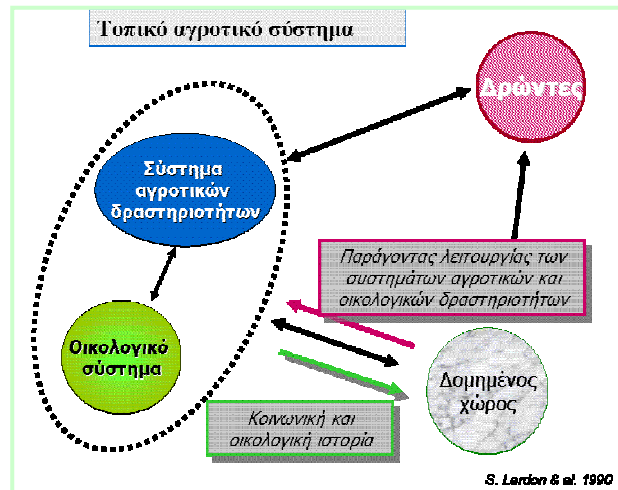 Τοπικό αγροτικό σύστημα
Δρώντες
Σύστημα
αγροτικών
δραστηριοτήτων
Παράγοντας λειτουργίας των
συστημάτων αγροτικών και
οικολογικών δραστηριοτήτων
Οικολογικό
σύστημα
Δομημένος
χώρος
Κοινωνική και
οικολογική ιστορία
S. Lardon & al. 1990